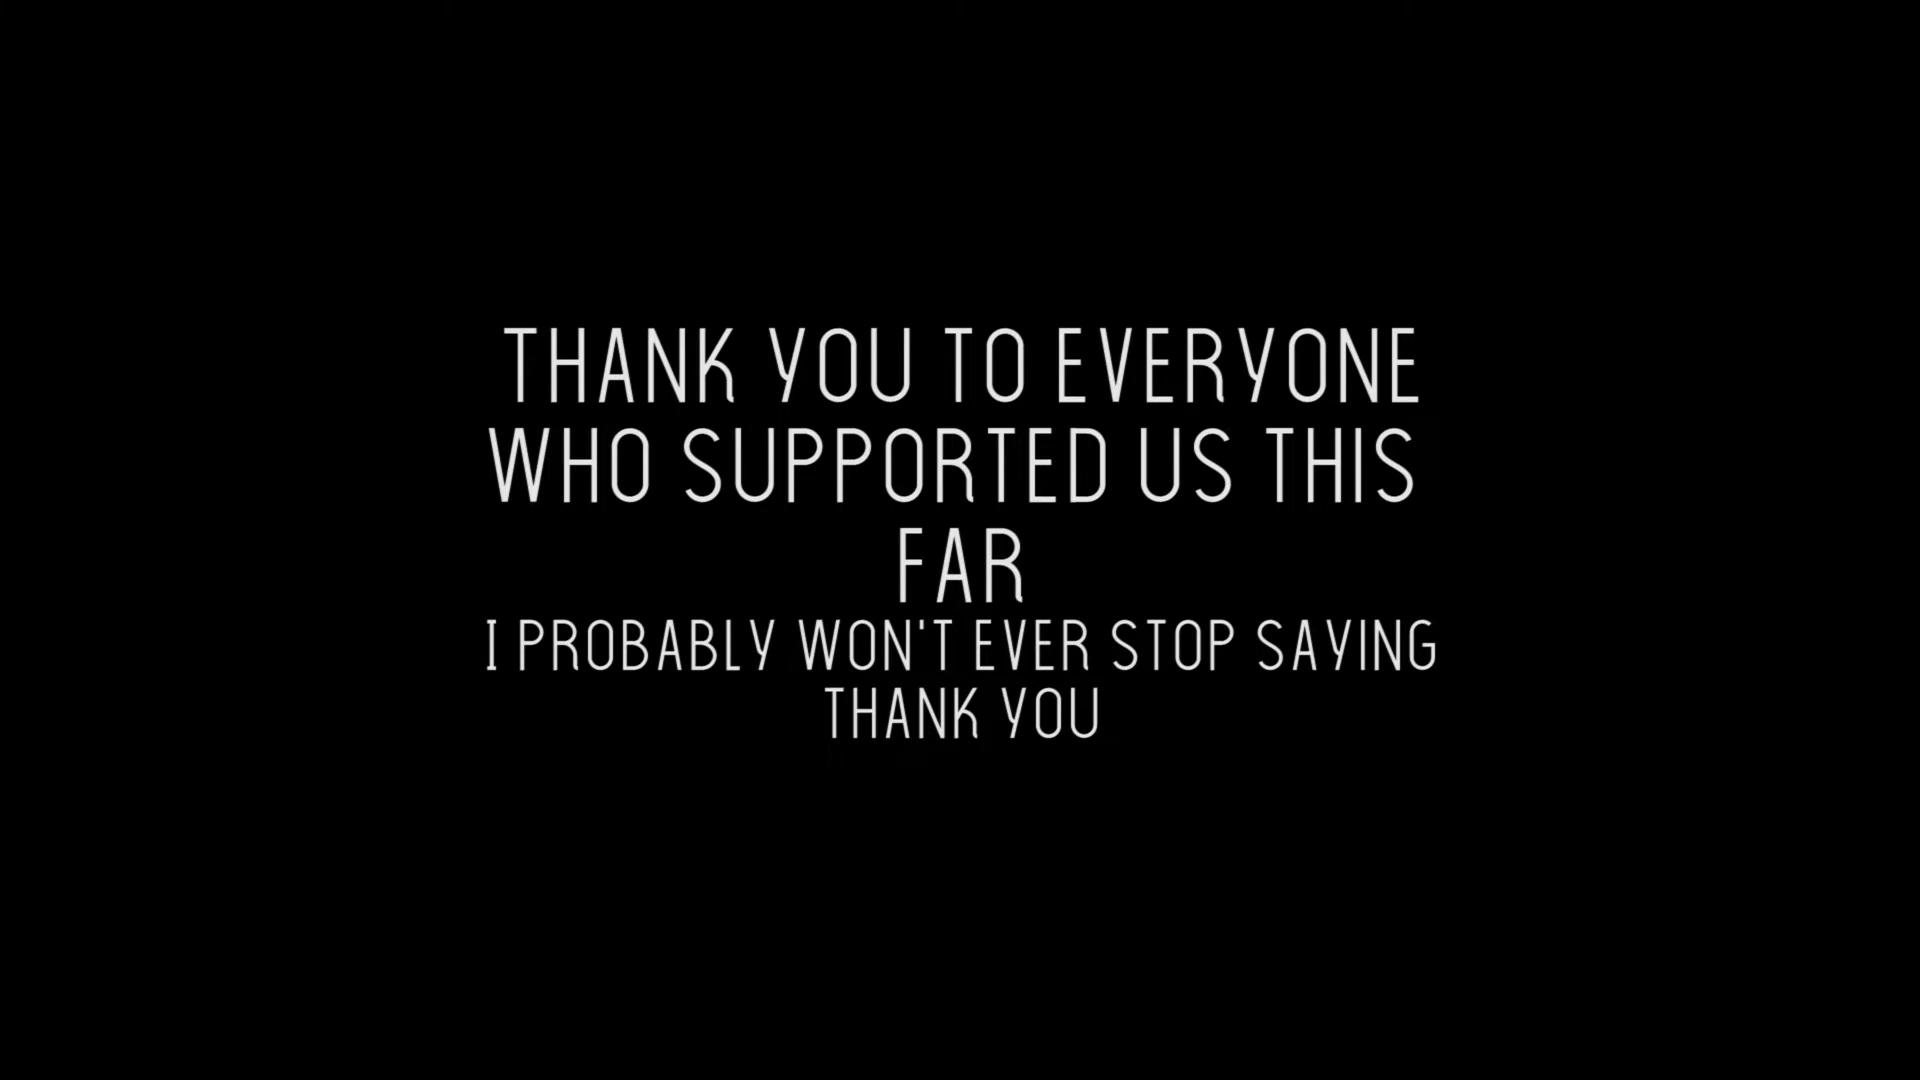 THANK YOU TO EVERYONE
WHO SUPPORTED US THIS
FAR
I PROBABLY WON'T EVER STOP SAYING
THANK YOU